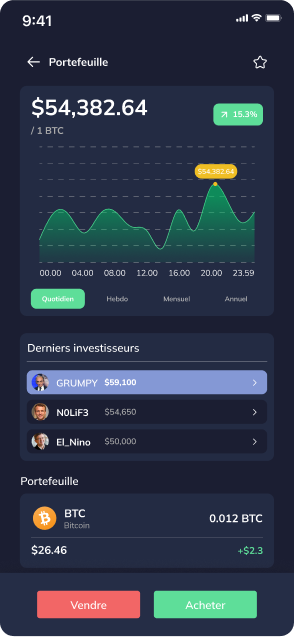 9:41
Portefeuille
$54,382.64
15.3%
/ 1 BTC
$54,382.64
00.00 04.00 08.00 12.00 16.00 20.00 23.59
Quotidien Hebdo Mensuel Annuel
Derniers investisseurs
GRUMPY $59,100
N0LiF3 $54,650
El_Nino $50,000
Portefeuille
BTC
Bitcoin
0.012 BTC
$26.46 +$2.3
Vendre Acheter